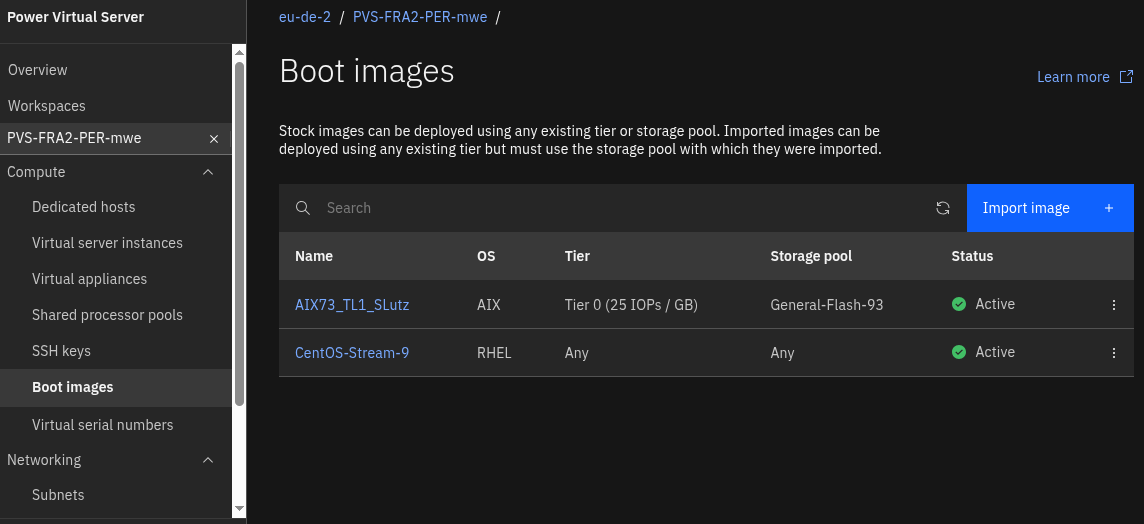 Power Virtual Server
Overview
Workspaces
PVS-FRA2-PER-mwe
Compute
Dedicated hosts
Virtual server instances
Virtual appliances
Shared processor pools
SSH keys
Boot images
Virtual serial numbers
Networking
Subnets
eu-de-2 / PVS-FRA2-PER-mwe /
Boot images
Learn more
Stock images can be deployed using any existing tier or storage pool. Imported images can be
deployed using any existing tier but must use the storage pool with which they were imported.
Search
Import image +
Name OS Tier Storage pool Status
AIX73_TL1_SLutz AIX Tier 0 (25 IOPs / GB) General-Flash-93 Active
CentOS-Stream-9 RHEL Any Any Active